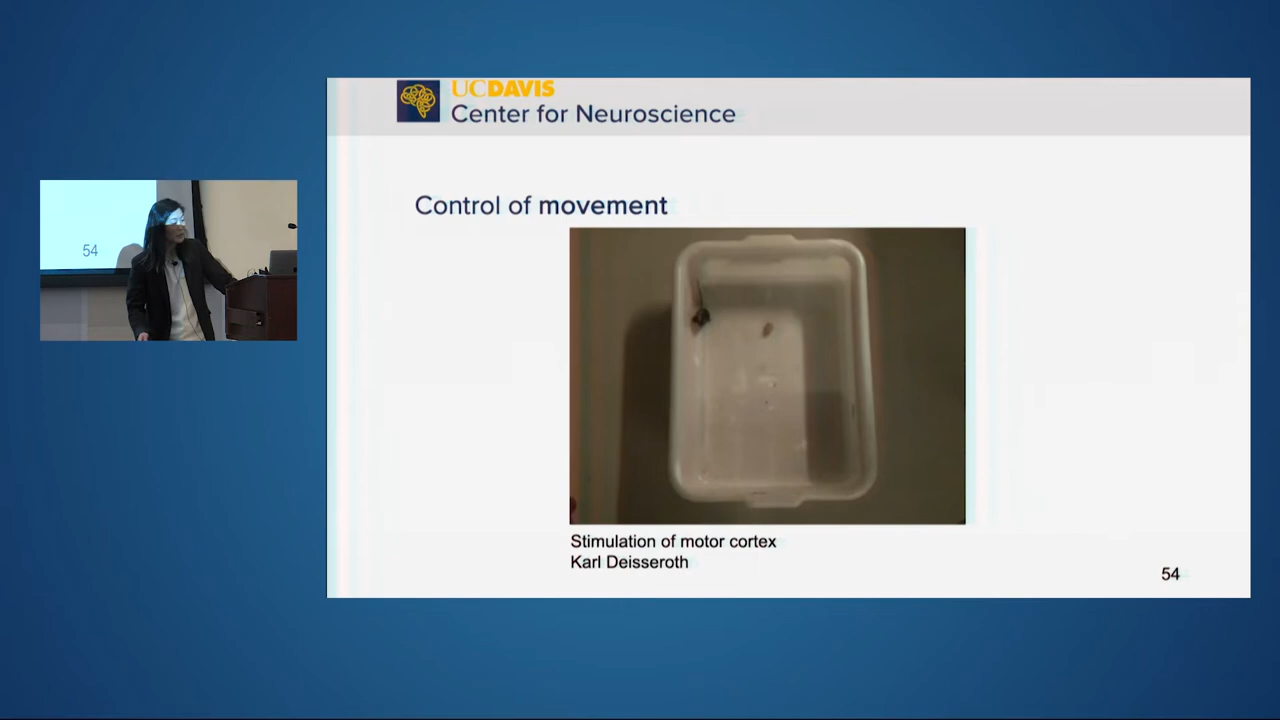 UCDAVIS
Center for Neuroscience
Control of movement
54
Stimulation of motor cortex
Karl Deisseroth
54